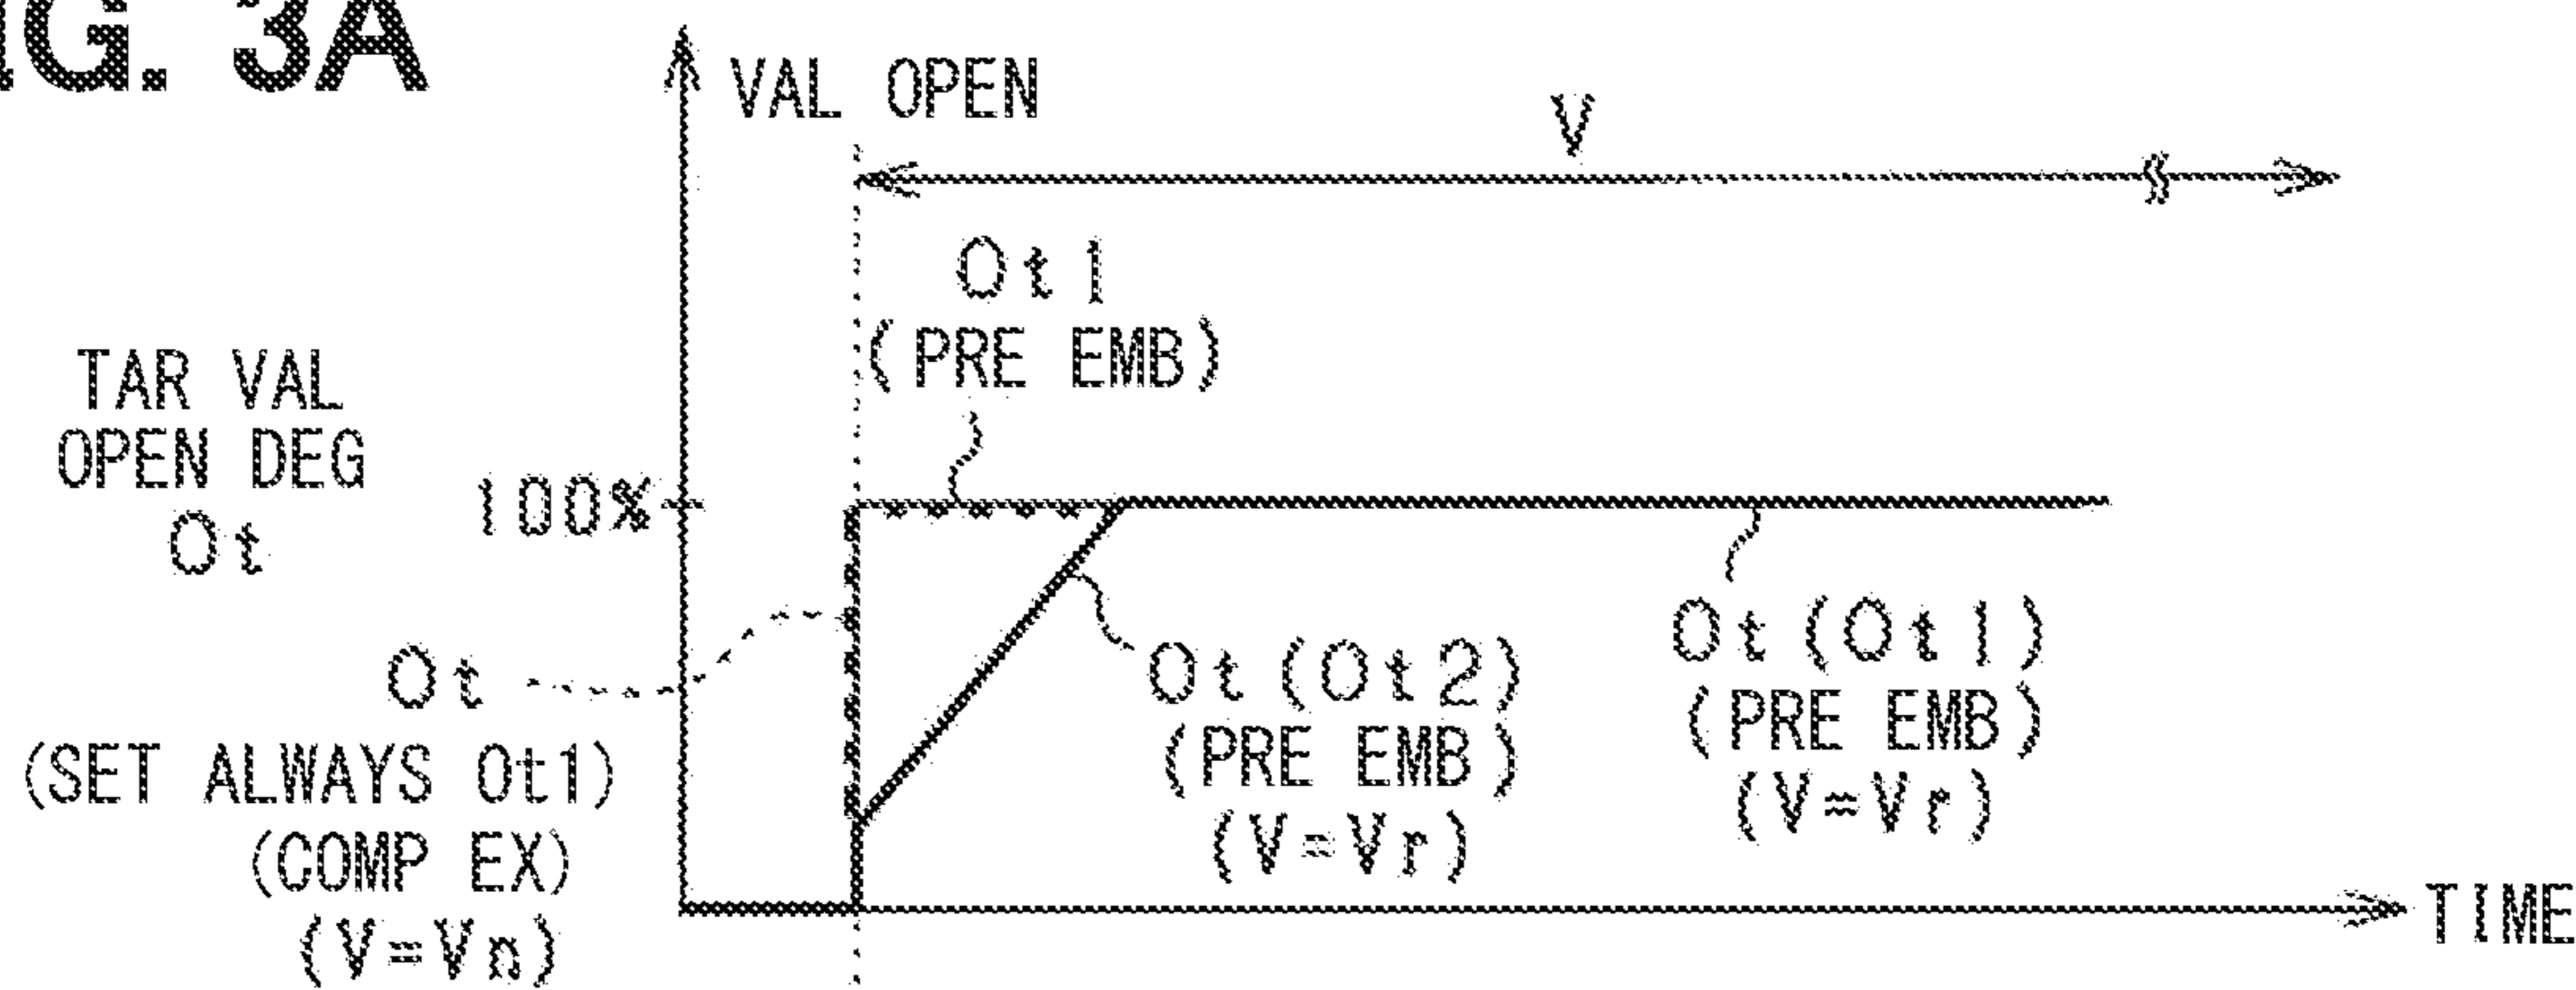 G. 3A
VAL OPEN
V
Ot1
(PRE EMB)
TAR VAL
OPEN DEG
Ot
100%
Ot
(SET ALWAYS Ot1)
(COMP EX)
(V=Vn)
Ot(Ot2)
(PRE EMB)
(V=Vr)
Ot(Ot1)
(PRE EMB)
(V=Vr)
TIME